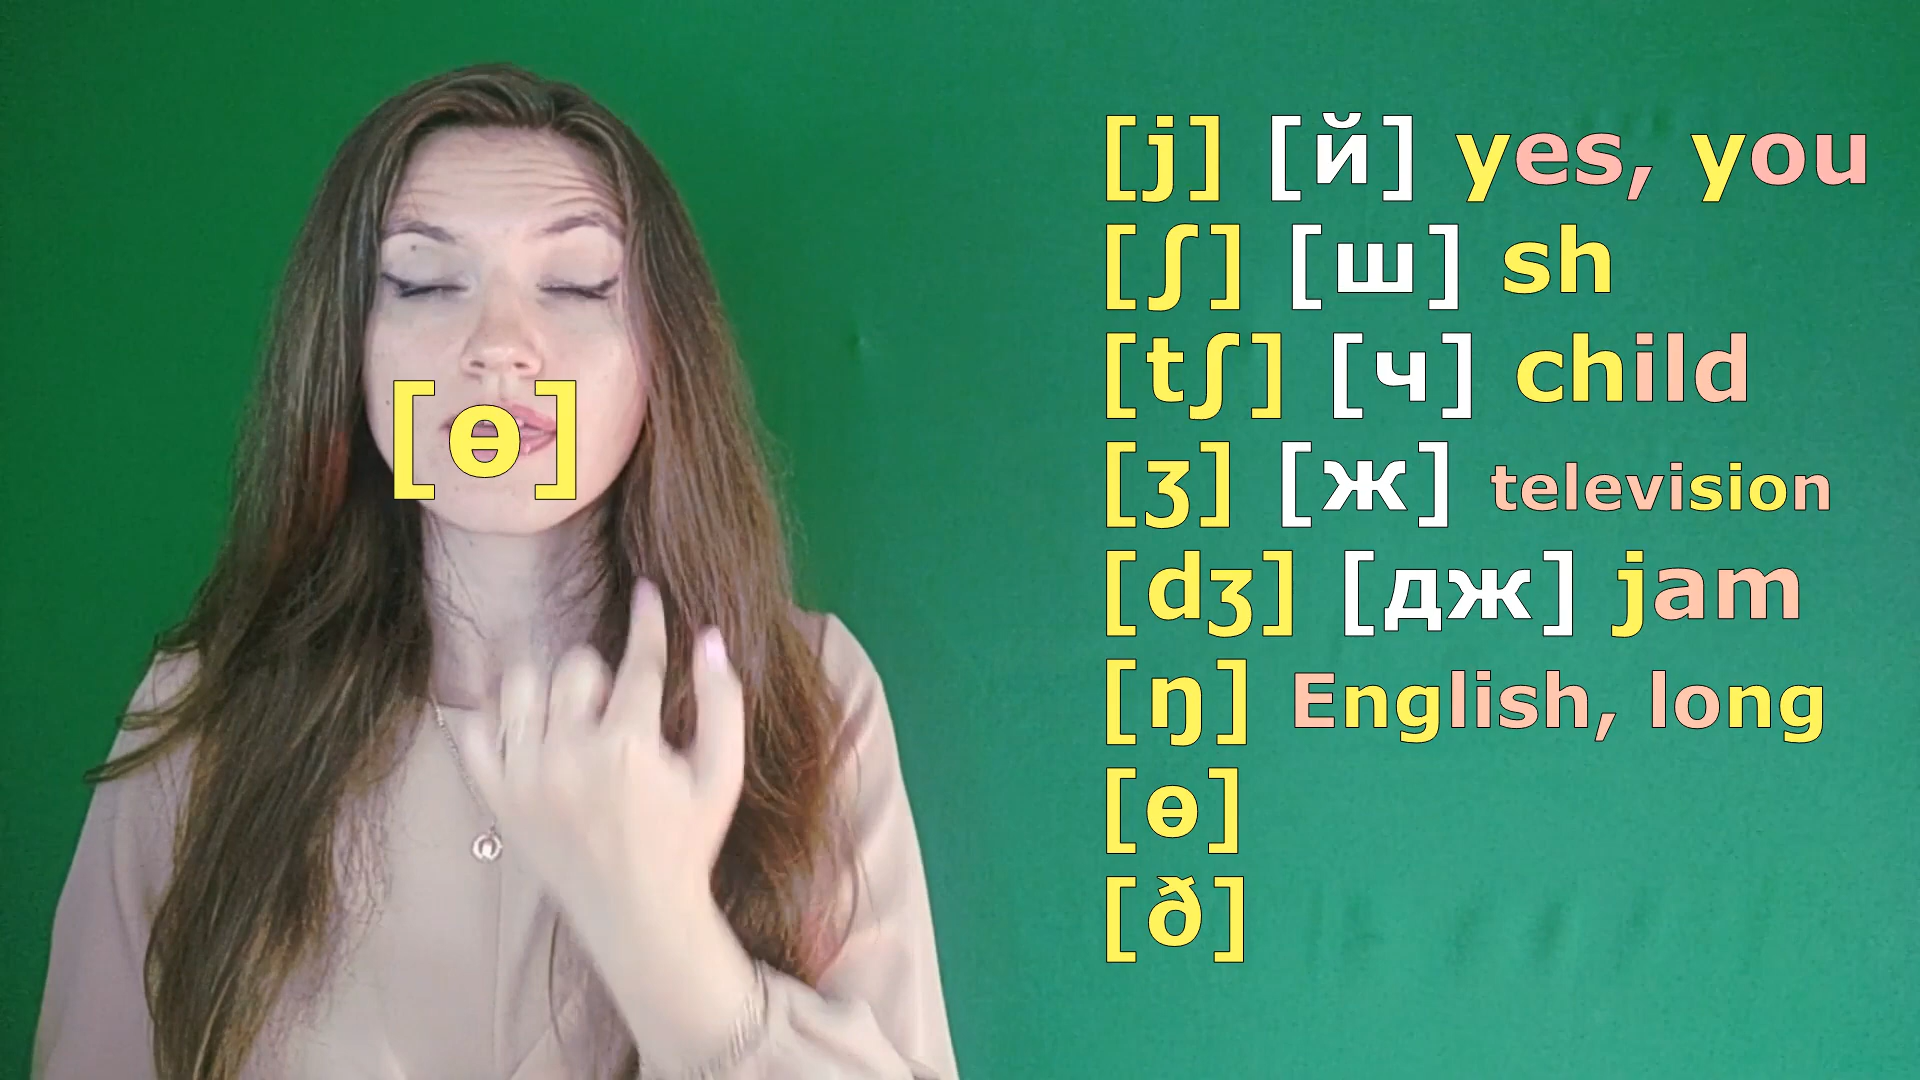 [j] [й] yes, you
[ʃ] [ш] sh
[tʃ] [ч] child
[ʒ] [ж] television
[dʒ] [дж] jam
[ŋ] English, long
[ɵ]
[ð]
[ɵ]